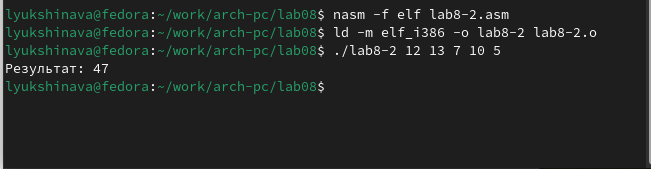 lyukshinava@fedora:~/work/arch-pc/lab08$ nasm -f elf lab8-2.asm
lyukshinava@fedora:~/work/arch-pc/lab08$ ld -m elf_i386 -o lab8-2 lab8-2.o
lyukshinava@fedora:~/work/arch-pc/lab08$ ./lab8-2 12 13 7 10 5
Результат: 47
lyukshinava@fedora:~/work/arch-pc/lab08$